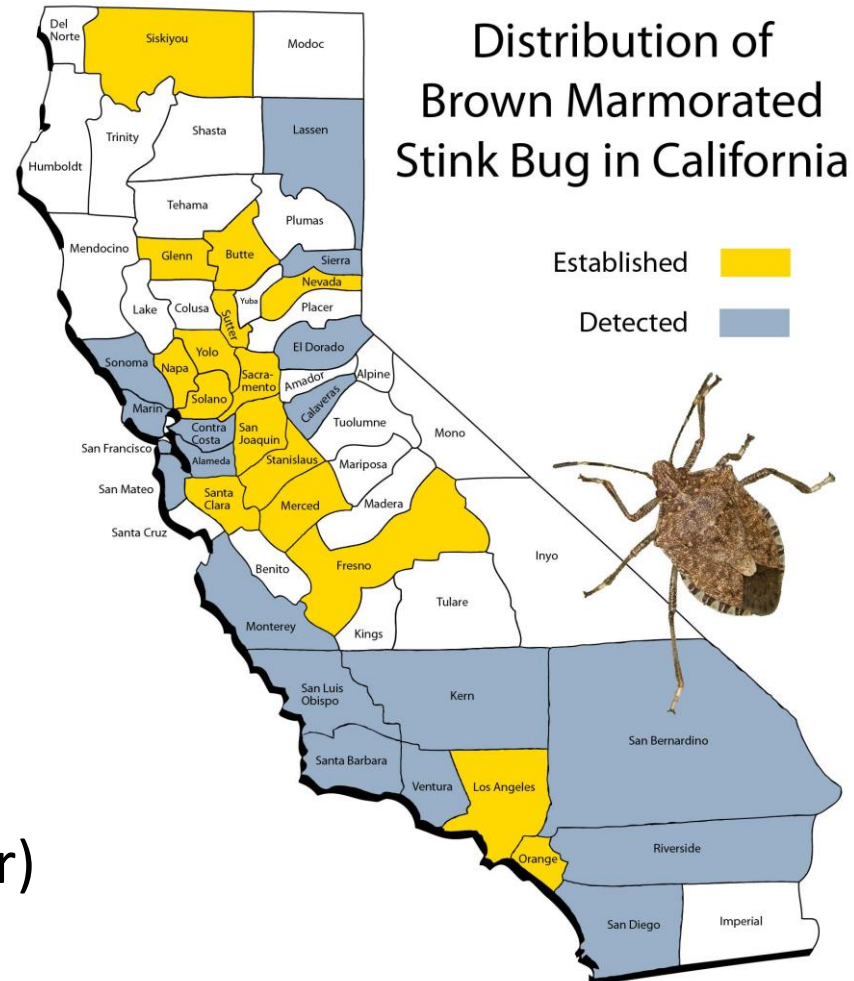 Distribution of
Brown Marmorated
Stink Bug in California
Established
Detected
Del
Norte
Siskiyou
Modoc
Humboldt
Trinity
Shasta
Lassen
Tehama
Plumas
Mendocino
Glenn
Butte
Sierra
Nevada
Yuba
Lake
Colusa
Sutter
Placer
El Dorado
Sonoma
Napa
Yolo
Sacra-
mento
Amador
Alpine
Solano
Calaveras
Marin
Contra
Costa
San
Joaquin
Tuolumne
Mono
San Francisco
Alameda
Stanislaus
Mariposa
San Mateo
Santa
Clara
Merced
Madera
Santa Cruz
Benito
Fresno
Inyo
Monterey
Kings
Tulare
San Luis
Obispo
Kern
San Bernardino
Santa Barbara
Ventura
Los Angeles
Orange
Riverside
San Diego
Imperial
r)